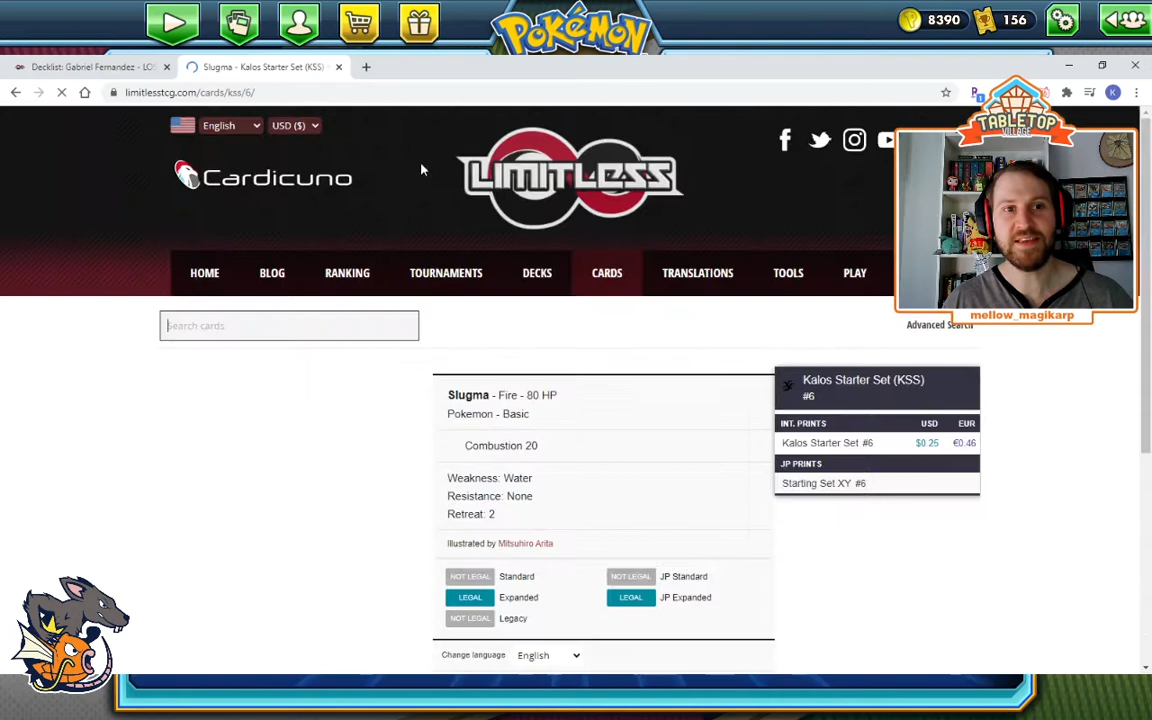 POKÉMON
8390
156
Decklist: Gabriel Fernandez - LOS
Slugma - Kalos Starter Set (KSS) -
limitlesstcg.com/cards/kss/6/
K
TABLETOP
VILLAGE
English
USD ($)
Cardicuno
LIMITLESS
HOME
BLOG
RANKING
TOURNAMENTS
DECKS
CARDS
TRANSLATIONS
TOOLS
PLAY
mellow_magikarp
Search cards
Advanced Search
Slugma - Fire - 80 HP
Pokemon - Basic
Combustion 20
Weakness: Water
Resistance: None
Retreat: 2
Illustrated by Mitsuhiro Arita
NOT LEGAL Standard
NOT LEGAL JP Standard
LEGAL Expanded
LEGAL JP Expanded
NOT LEGAL Legacy
Change language English
Kalos Starter Set (KSS)
#6
INT. PRINTS USD EUR
Kalos Starter Set #6 $0.25 €0.46
JP PRINTS
Starting Set XY #6